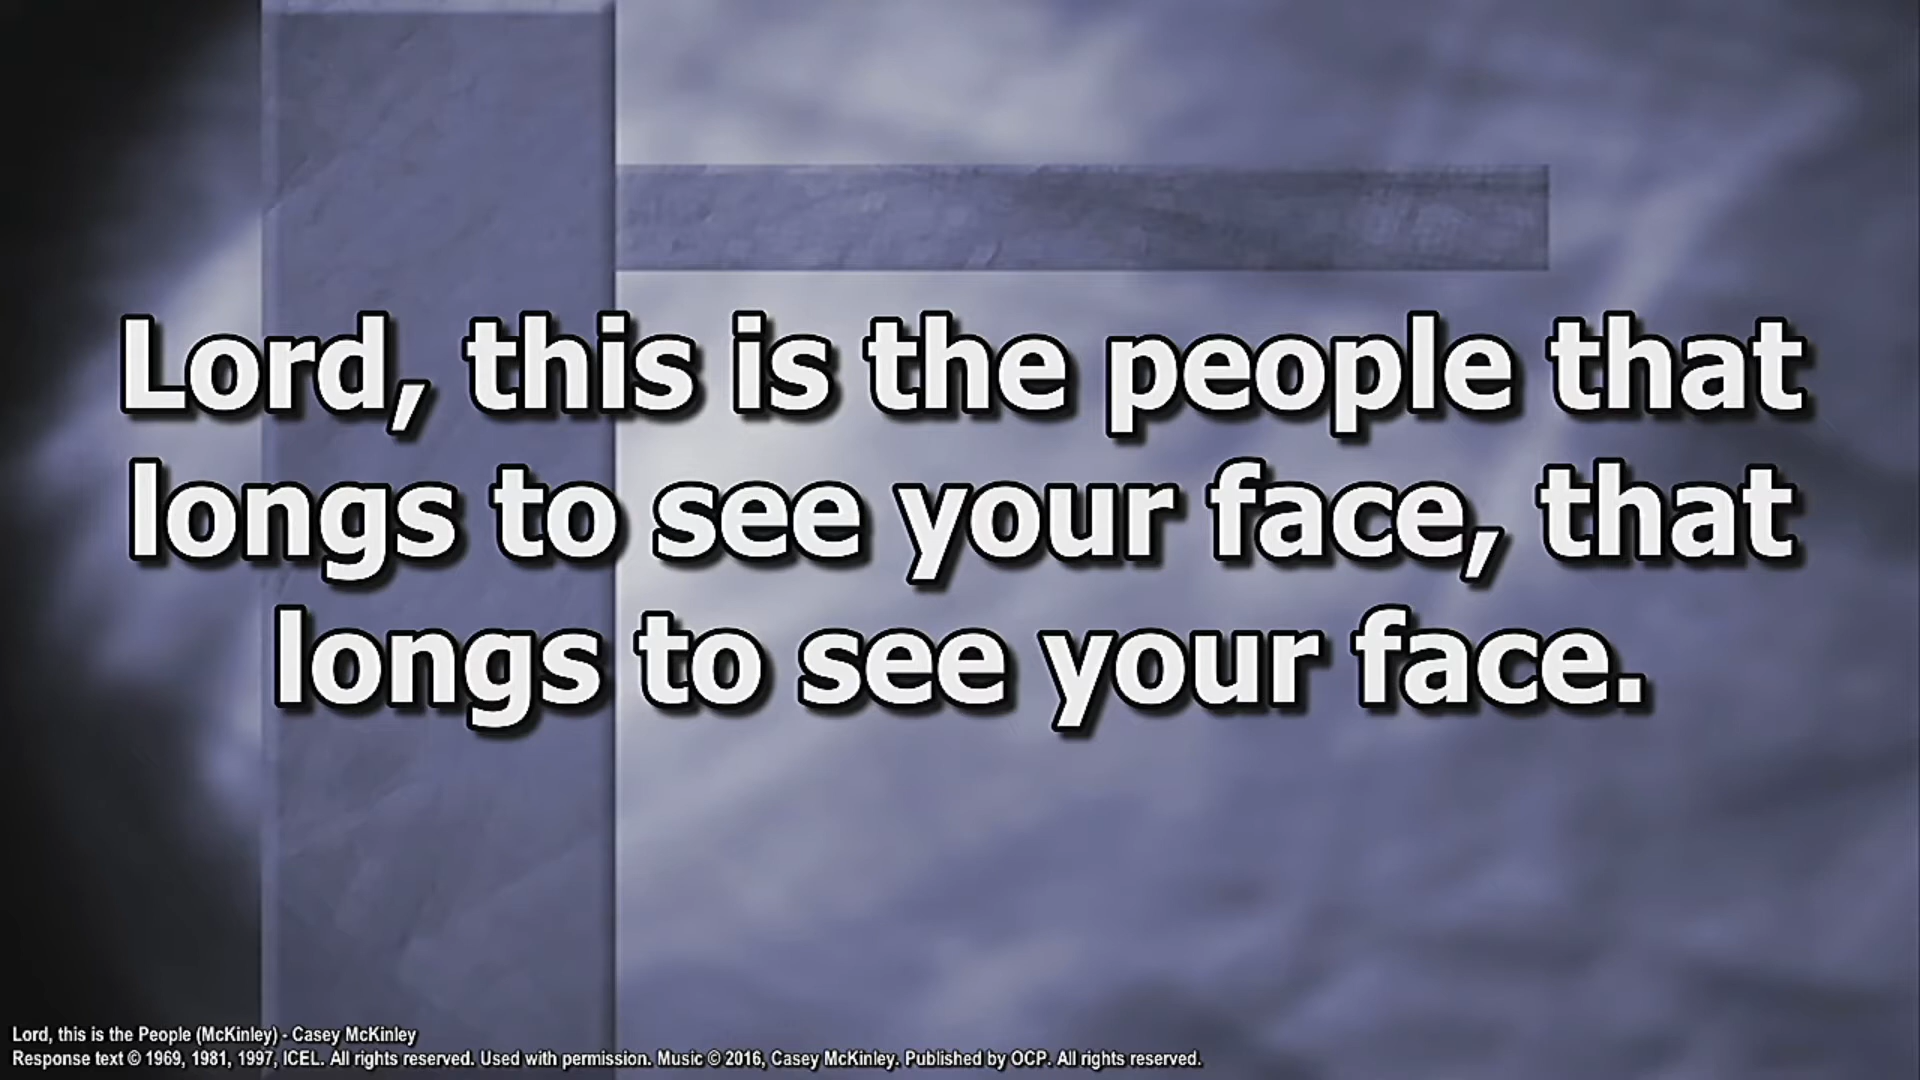 Lord, this is the people that
longs to see your face, that
longs to see your face.
Lord, this is the People (McKinley) - Casey McKinley
Response text © 1969, 1981, 1997, ICEL. All rights reserved. Used with permission. Music © 2016, Casey McKinley. Published by OCP. All rights reserved.